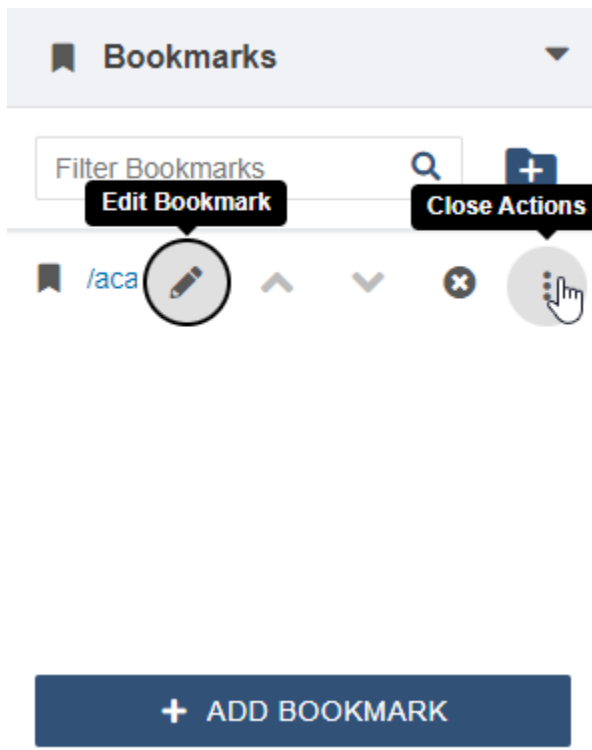 Bookmarks
Filter Bookmarks
Edit Bookmark
Close Actions
/aca
ADD BOOKMARK